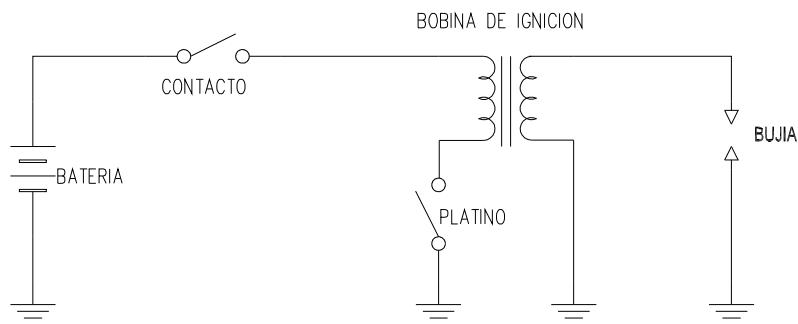 BOBINA DE IGNICION
CONTACTO
BUJIA
BATERIA
PLATINO